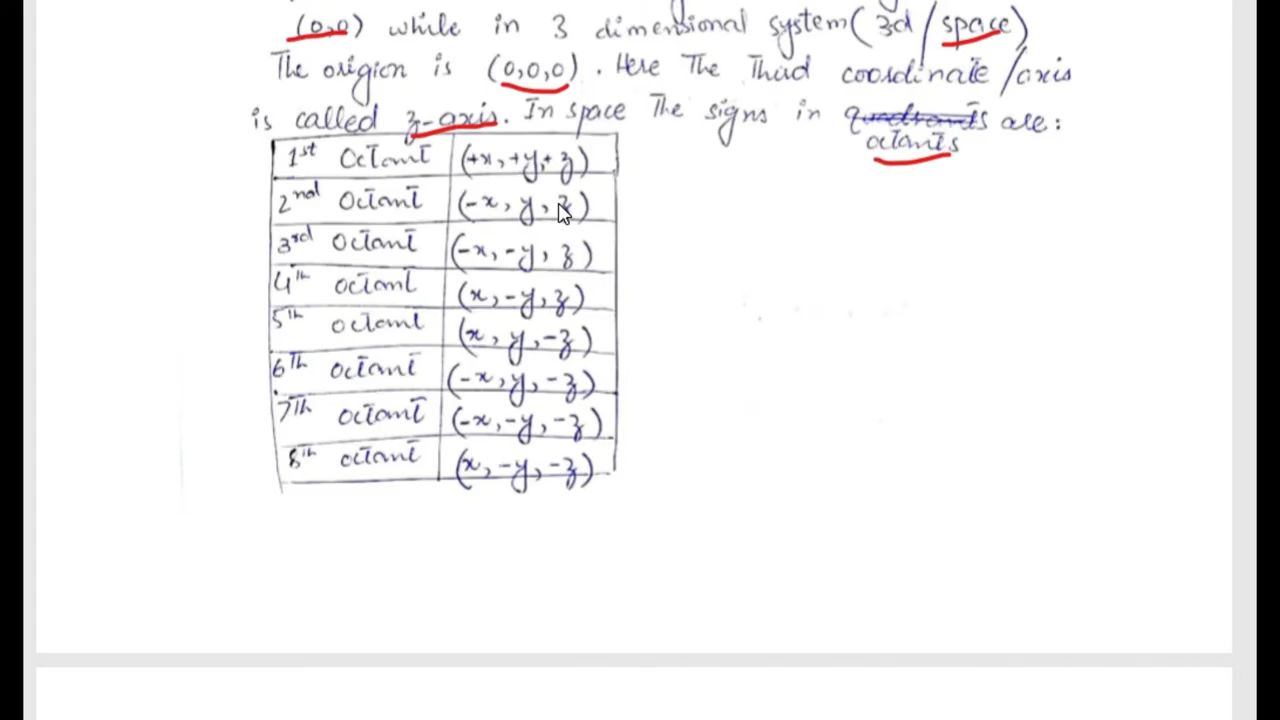 (0,0) while in 3 dimensional system (3d/space)
The origion is (0,0,0). Here The Third coordinate/axis
is called z-axis. In space The signs in quadrants are:
octants
1st Octant (+x,+y,+z)
2nd Octant (-x, y, z)
3rd Octant (-x, -y, z)
4th octant (x, -y, z)
5th octant (x, y, -z)
6Th octant (-x, y, -z)
7Th octant (-x, -y, -z)
8th octant (x, -y, -z)